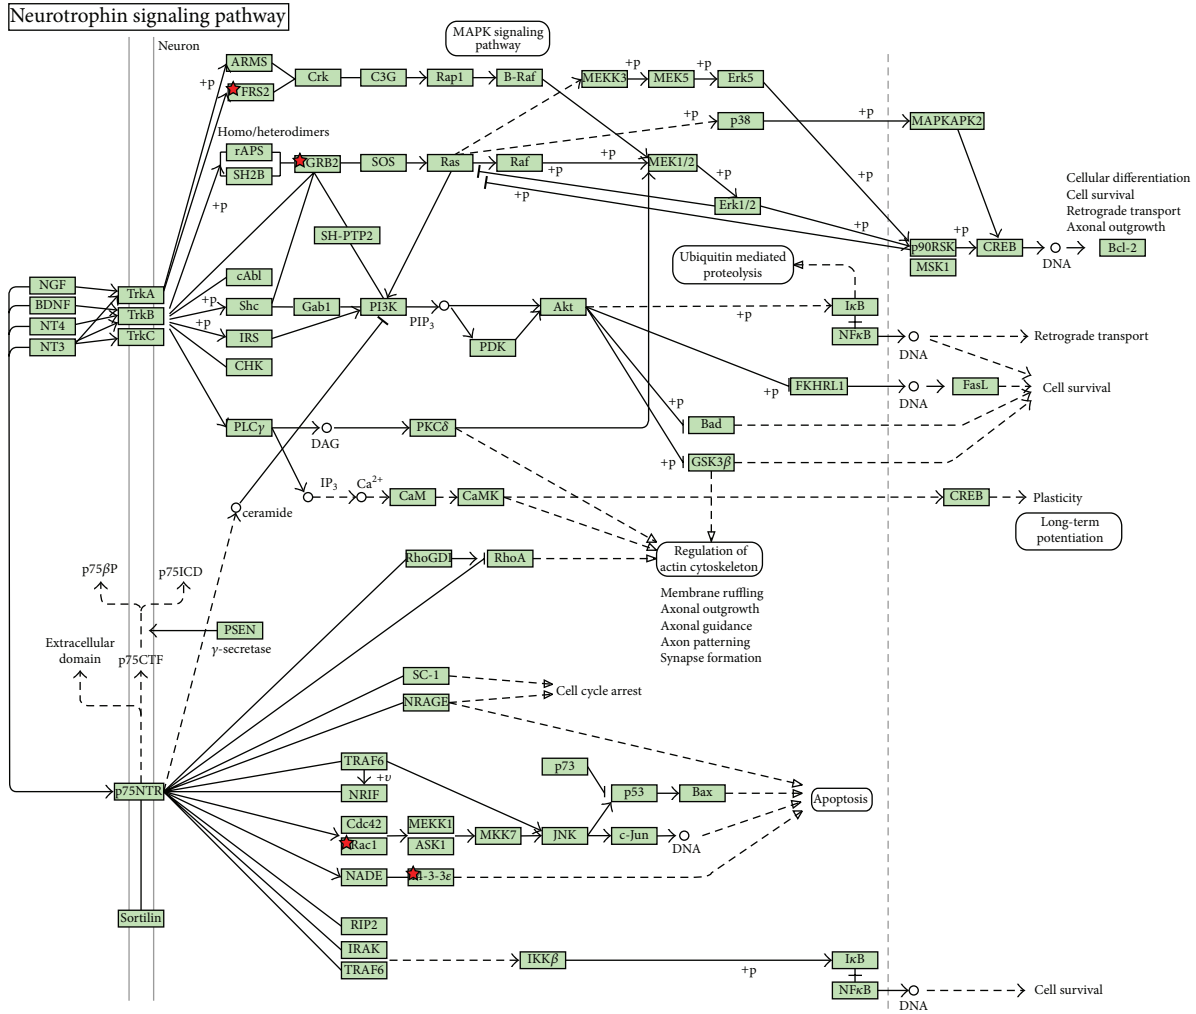 Neurotrophin signaling pathway
Neuron
MAPK signaling
pathway
ARMS
FRS2
+p
Crk
C3G
Rap1
B-Raf
MEKK3
+p
MEK5
+p
Erk5
+p
p38
+p
MAPKAPK2
Homo/heterodimers
rAPS
SH2B
GRB2
SOS
Ras
Raf
+p
+p
MEK1/2
+p
+p
+p
Erk1/2
+p
+p
p90RSK
MSK1
+p
CREB
DNA
Cellular differentiation
Cell survival
Retrograde transport
Axonal outgrowth
Bcl-2
SH-PTP2
Ubiquitin mediated
proteolysis
NGF
BDNF
NT4
NT3
TrkA
TrkB
TrkC
cAbl
+p
Shc
+p
IRS
CHK
Gab1
PI3K
PIP3
PDK
Akt
+p
IκB
NFκB
DNA
Retrograde transport
+p
FKHRL1
DNA
FasL
Cell survival
+p
Bad
+p
GSK3β
PLCγ
DAG
PKCδ
IP3
Ca2+
CaM
CaMK
CREB
Plasticity
Long-term
potentiation
ceramide
RhoGDI
RhoA
Regulation of
actin cytoskeleton
Membrane ruffling
Axonal outgrowth
Axonal guidance
Axon patterning
Synapse formation
p75βP
p75ICD
PSEN
γ-secretase
Extracellular
domain
p75CTF
SC-1
NRAGE
Cell cycle arrest
p75NTR
TRAF6
+υ
NRIF
p73
p53
Bax
Apoptosis
Cdc42
Rac1
MEKK1
ASK1
MKK7
JNK
c-Jun
DNA
NADE
14-3-3ε
Sortilin
RIP2
IRAK
TRAF6
IKKβ
+p
IκB
NFκB
DNA
Cell survival